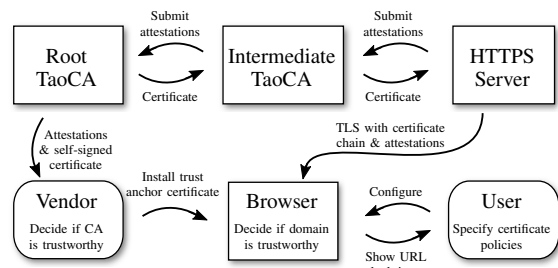 Submit
attestations
Submit
attestations
Root
TaoCA
Intermediate
TaoCA
HTTPS
Server
Certificate
Certificate
Attestations
& self-signed
certificate
TLS with certificate
chain & attestations
Install trust
anchor certificate
Configure
Vendor
Decide if CA
is trustworthy
Browser
Decide if domain
is trustworthy
User
Specify certificate
policies
Show URL